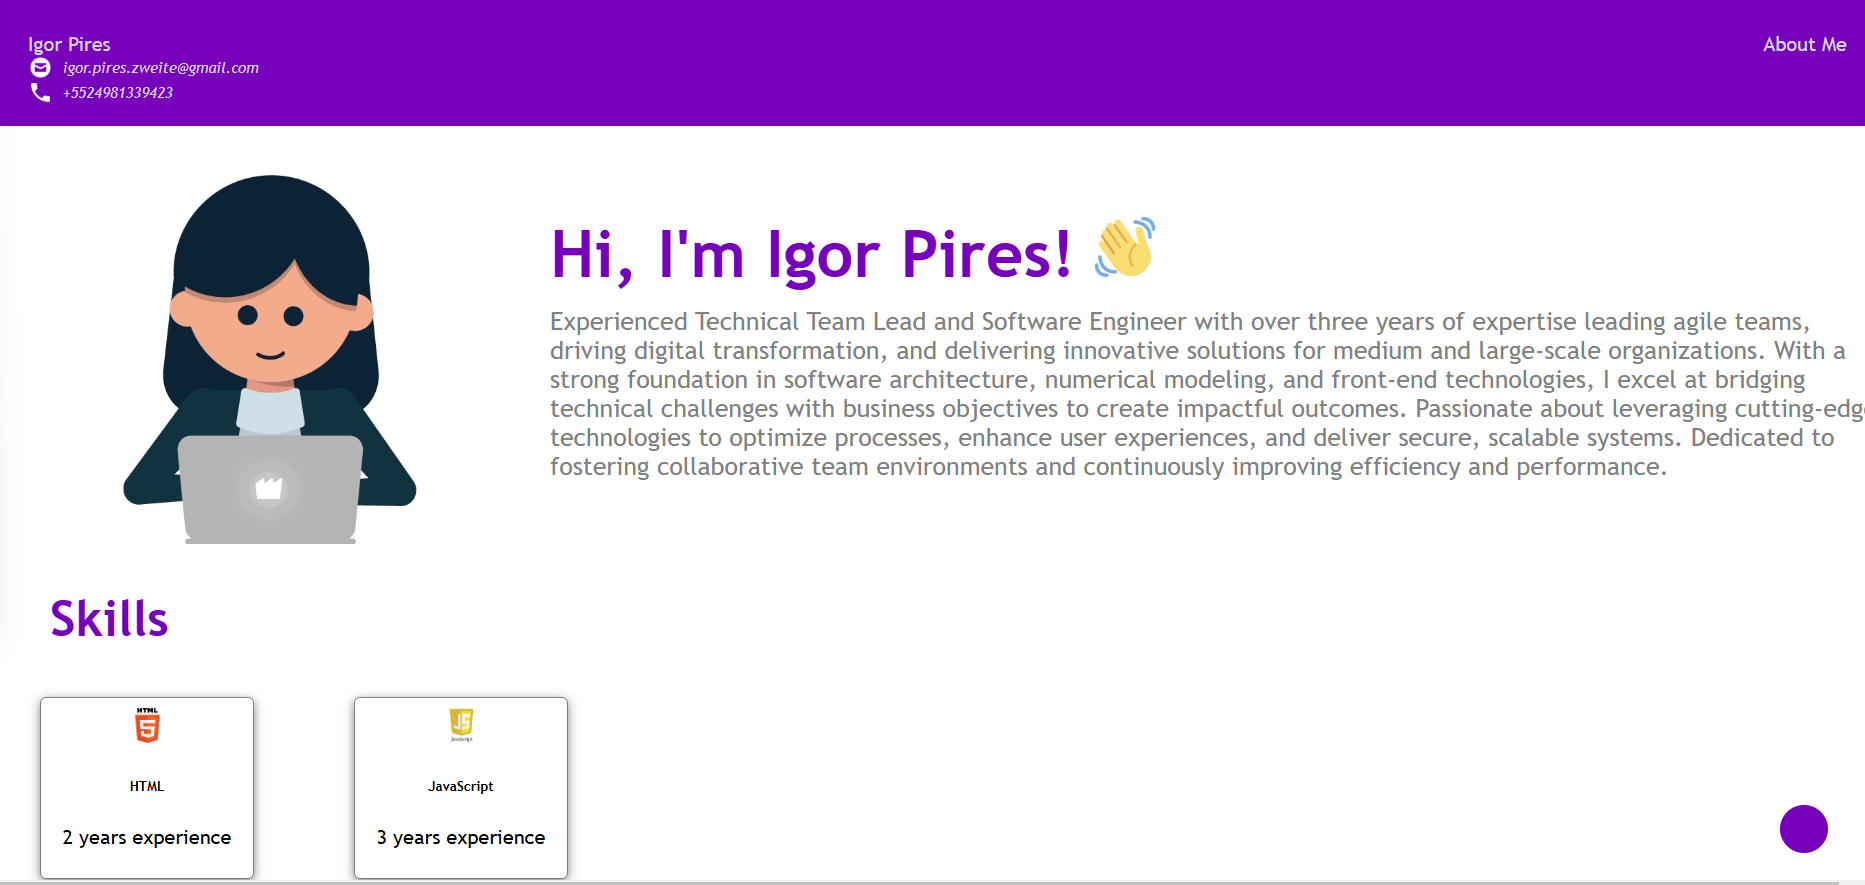 Igor Pires
About Me
igor.pires.zweite@gmail.com
+5524981339423
Hi, I'm Igor Pires!
Experienced Technical Team Lead and Software Engineer with over three years of expertise leading agile teams,
driving digital transformation, and delivering innovative solutions for medium and large-scale organizations. With a
strong foundation in software architecture, numerical modeling, and front-end technologies, I excel at bridging
technical challenges with business objectives to create impactful outcomes. Passionate about leveraging cutting-edg
technologies to optimize processes, enhance user experiences, and deliver secure, scalable systems. Dedicated to
fostering collaborative team environments and continuously improving efficiency and performance.
Skills
HTML
5
JS
JavaScript
HTML
JavaScript
2 years experience
3 years experience